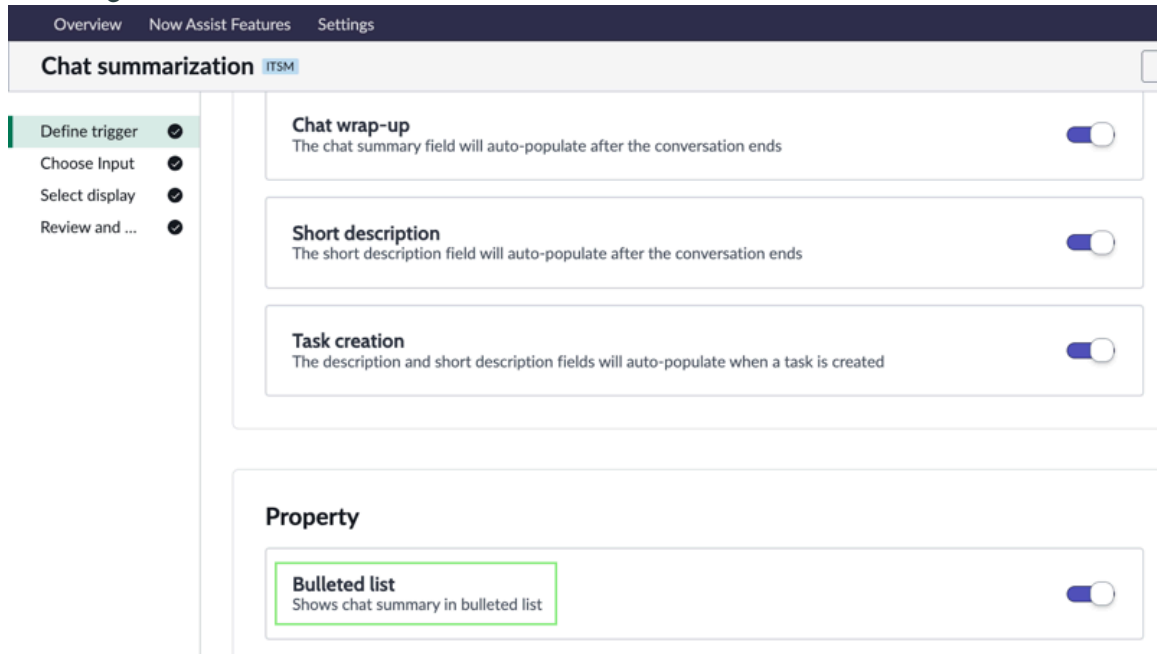 Overview Now Assist Features Settings
Chat summarization ITSM
Define trigger
Choose Input
Select display
Review and ...
Chat wrap-up
The chat summary field will auto-populate after the conversation ends
Short description
The short description field will auto-populate after the conversation ends
Task creation
The description and short description fields will auto-populate when a task is created
Property
Bulleted list
Shows chat summary in bulleted list